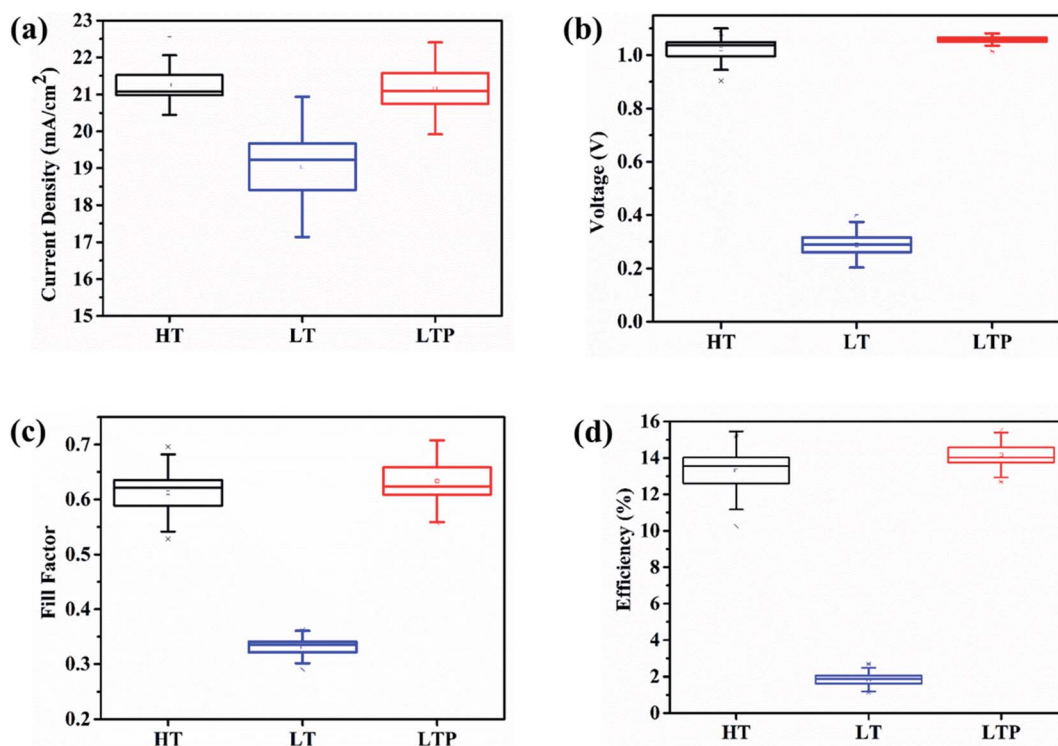 (a)
Current Density (mA/cm²)
23
22
21
20
19
18
17
16
15
HT LT LTP
(b)
Voltage (V)
1.0
0.8
0.6
0.4
0.2
0.0
HT LT LTP
(c)
Fill Factor
0.7
0.6
0.5
0.4
0.3
0.2
HT LT LTP
(d)
Efficiency (%)
16
14
12
10
8
6
4
2
0
HT LT LTP